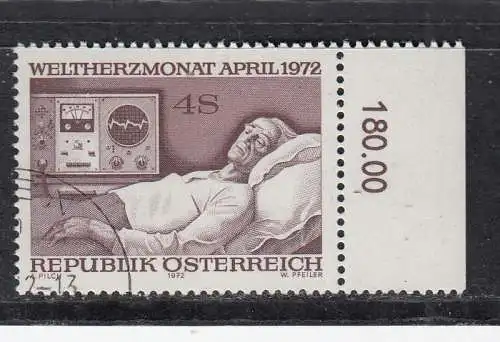 WELTHERZMONAT APRIL 1972
4S
PILCH
1972
W. PFEILER
REPUBLIK ÖSTERREICH
180.00